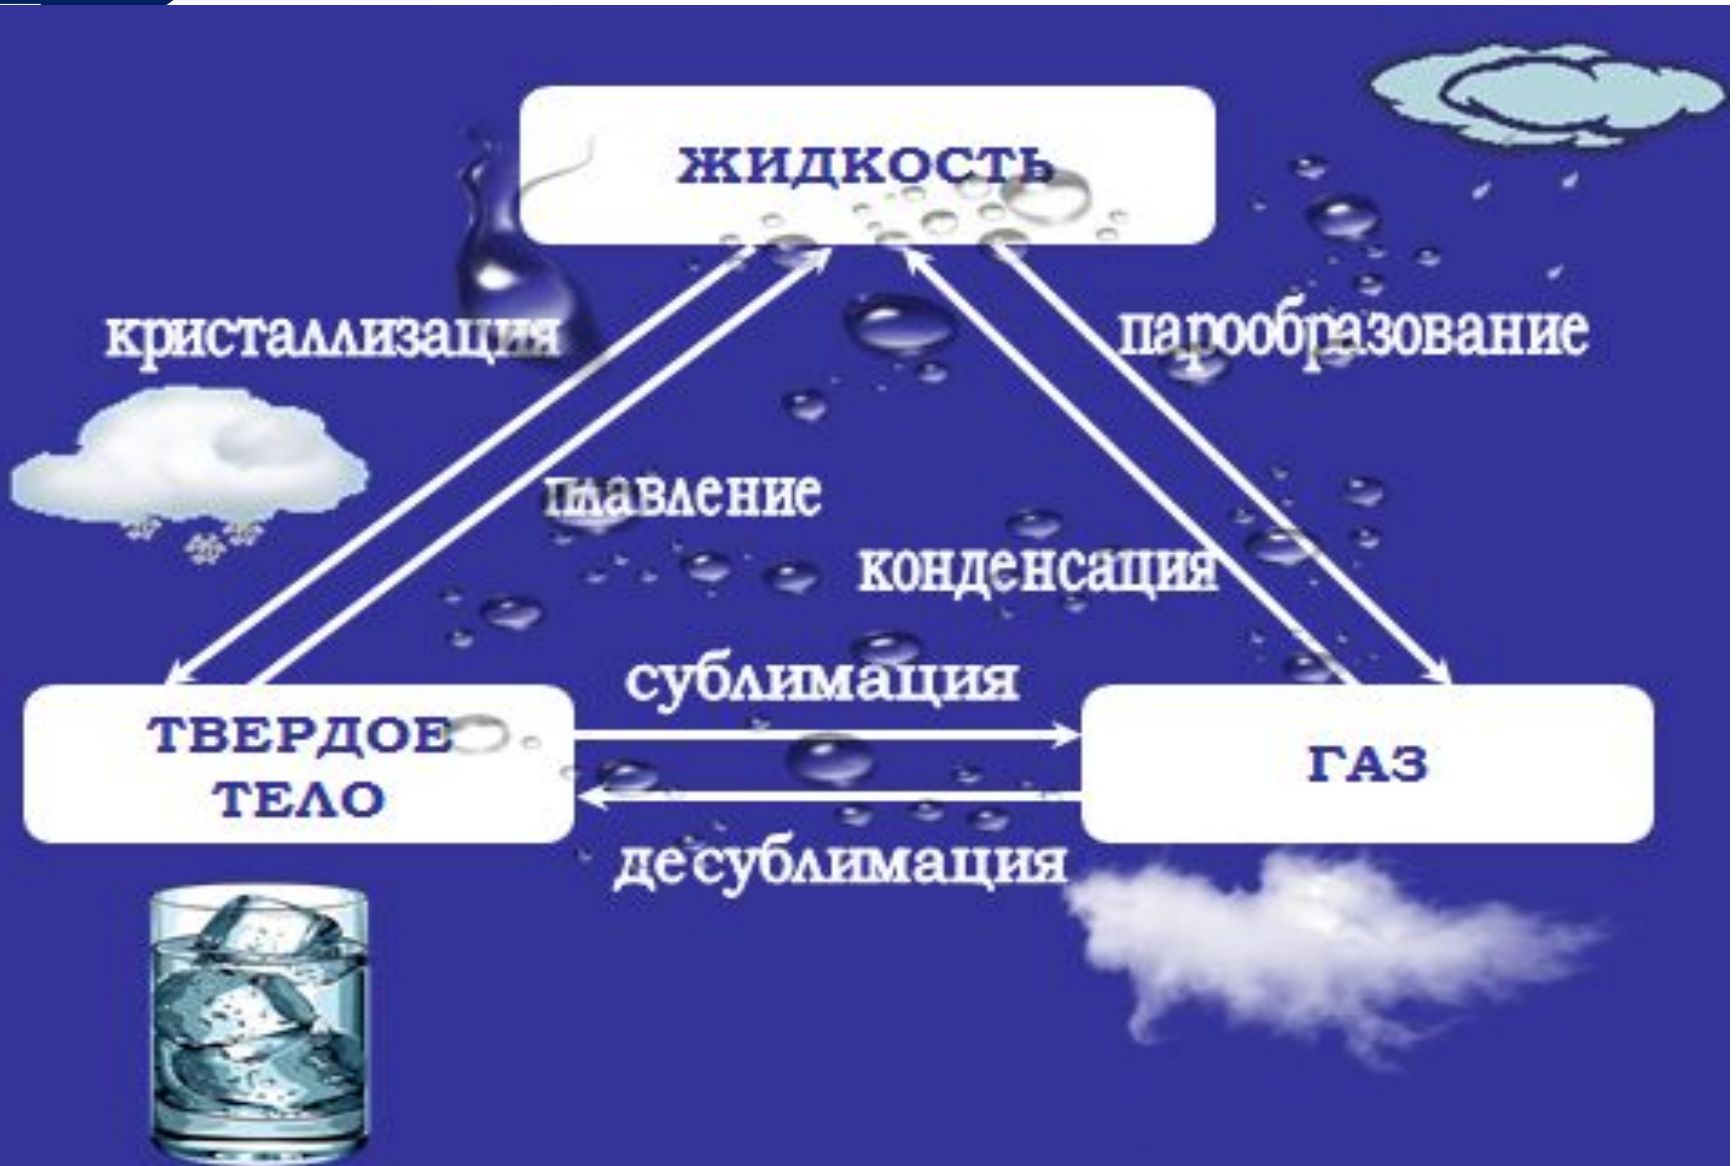 ЖИДКОСТЬ
кристаллизация
парообразование
плавление
конденсация
сублимация
ТВЕРДОЕ
ТЕЛО
ГАЗ
десублимация